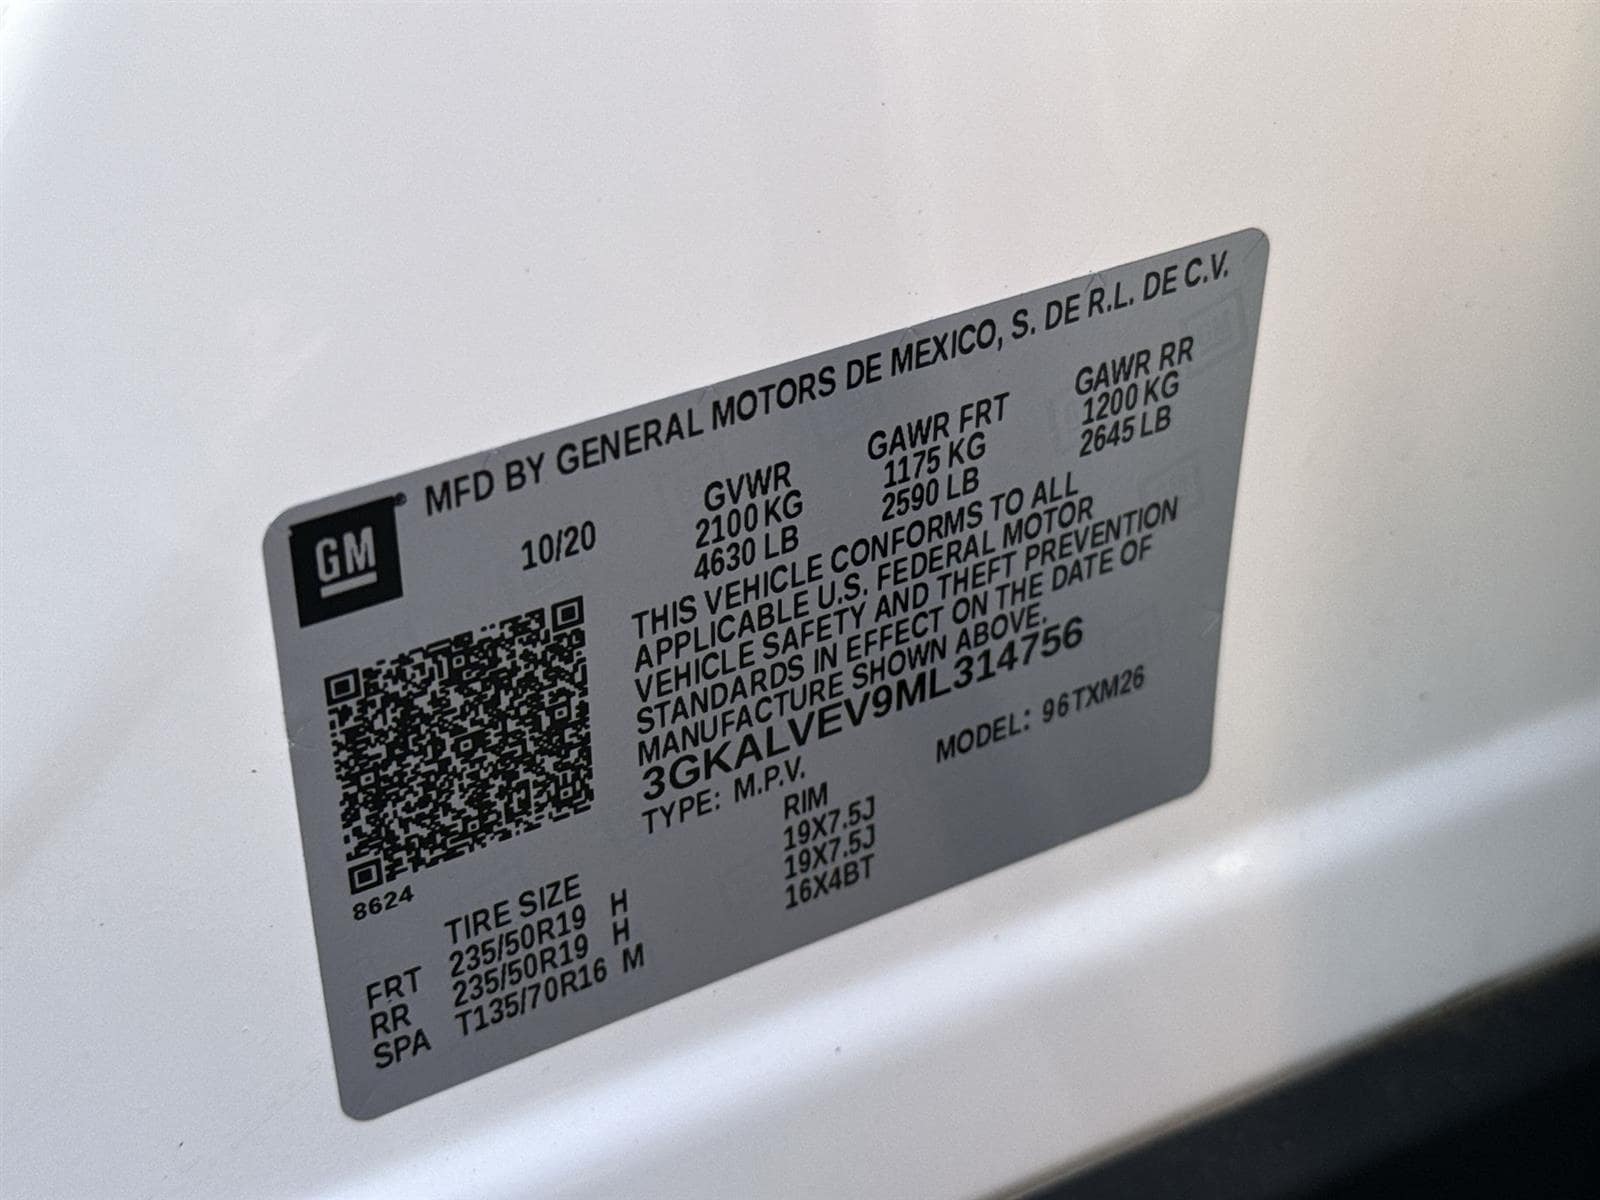 GM® MFD BY GENERAL MOTORS DE MEXICO, S. DE R.L. DE C.V.
10/20 GVWR GAWR FRT GAWR RR
2100 KG 1175 KG 1200 KG
4630 LB 2590 LB 2645 LB
THIS VEHICLE CONFORMS TO ALL
APPLICABLE U.S. FEDERAL MOTOR
VEHICLE SAFETY AND THEFT PREVENTION
STANDARDS IN EFFECT ON THE DATE OF
MANUFACTURE SHOWN ABOVE.
3GKALVEV9ML314756
TYPE: M.P.V. MODEL: 96TXM26
8624
TIRE SIZE RIM
FRT 235/50R19 H 19X7.5J
RR 235/50R19 H 19X7.5J
SPA T135/70R16 M 16X4BT